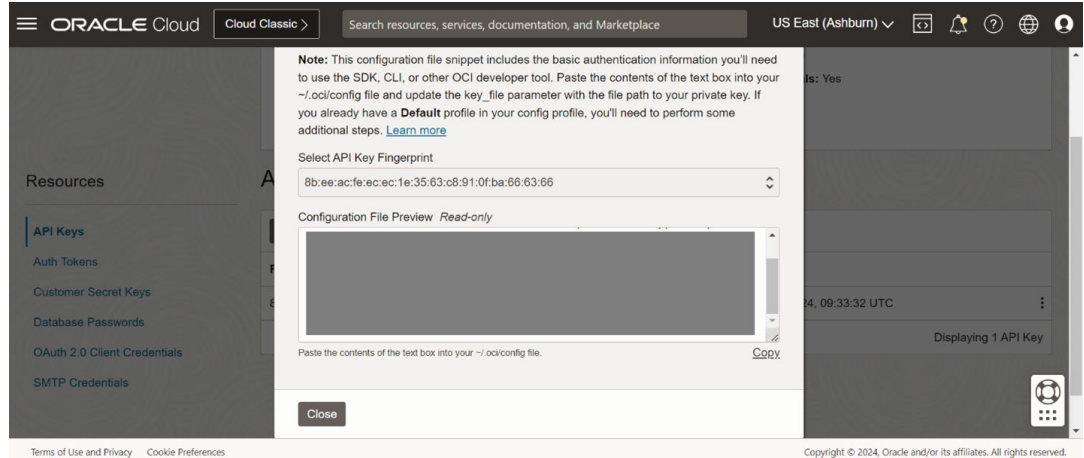 ORACLE Cloud
Cloud Classic >
Search resources, services, documentation, and Marketplace
US East (Ashburn)
Note: This configuration file snippet includes the basic authentication information you'll need
to use the SDK, CLI, or other OCI developer tool. Paste the contents of the text box into your
~/.oci/config file and update the key_file parameter with the file path to your private key. If
you already have a Default profile in your config profile, you'll need to perform some
additional steps. Learn more
ls: Yes
Select API Key Fingerprint
8b:ee:ac:fe:ec:ec:1e:35:63:c8:91:0f:ba:66:63:66
Configuration File Preview Read-only
Paste the contents of the text box into your ~/.oci/config file.
Copy
Close
Resources
API Keys
Auth Tokens
Customer Secret Keys
Database Passwords
OAuth 2.0 Client Credentials
SMTP Credentials
A
24, 09:33:32 UTC
Displaying 1 API Key
Terms of Use and Privacy
Cookie Preferences
Copyright © 2024, Oracle and/or its affiliates. All rights reserved.